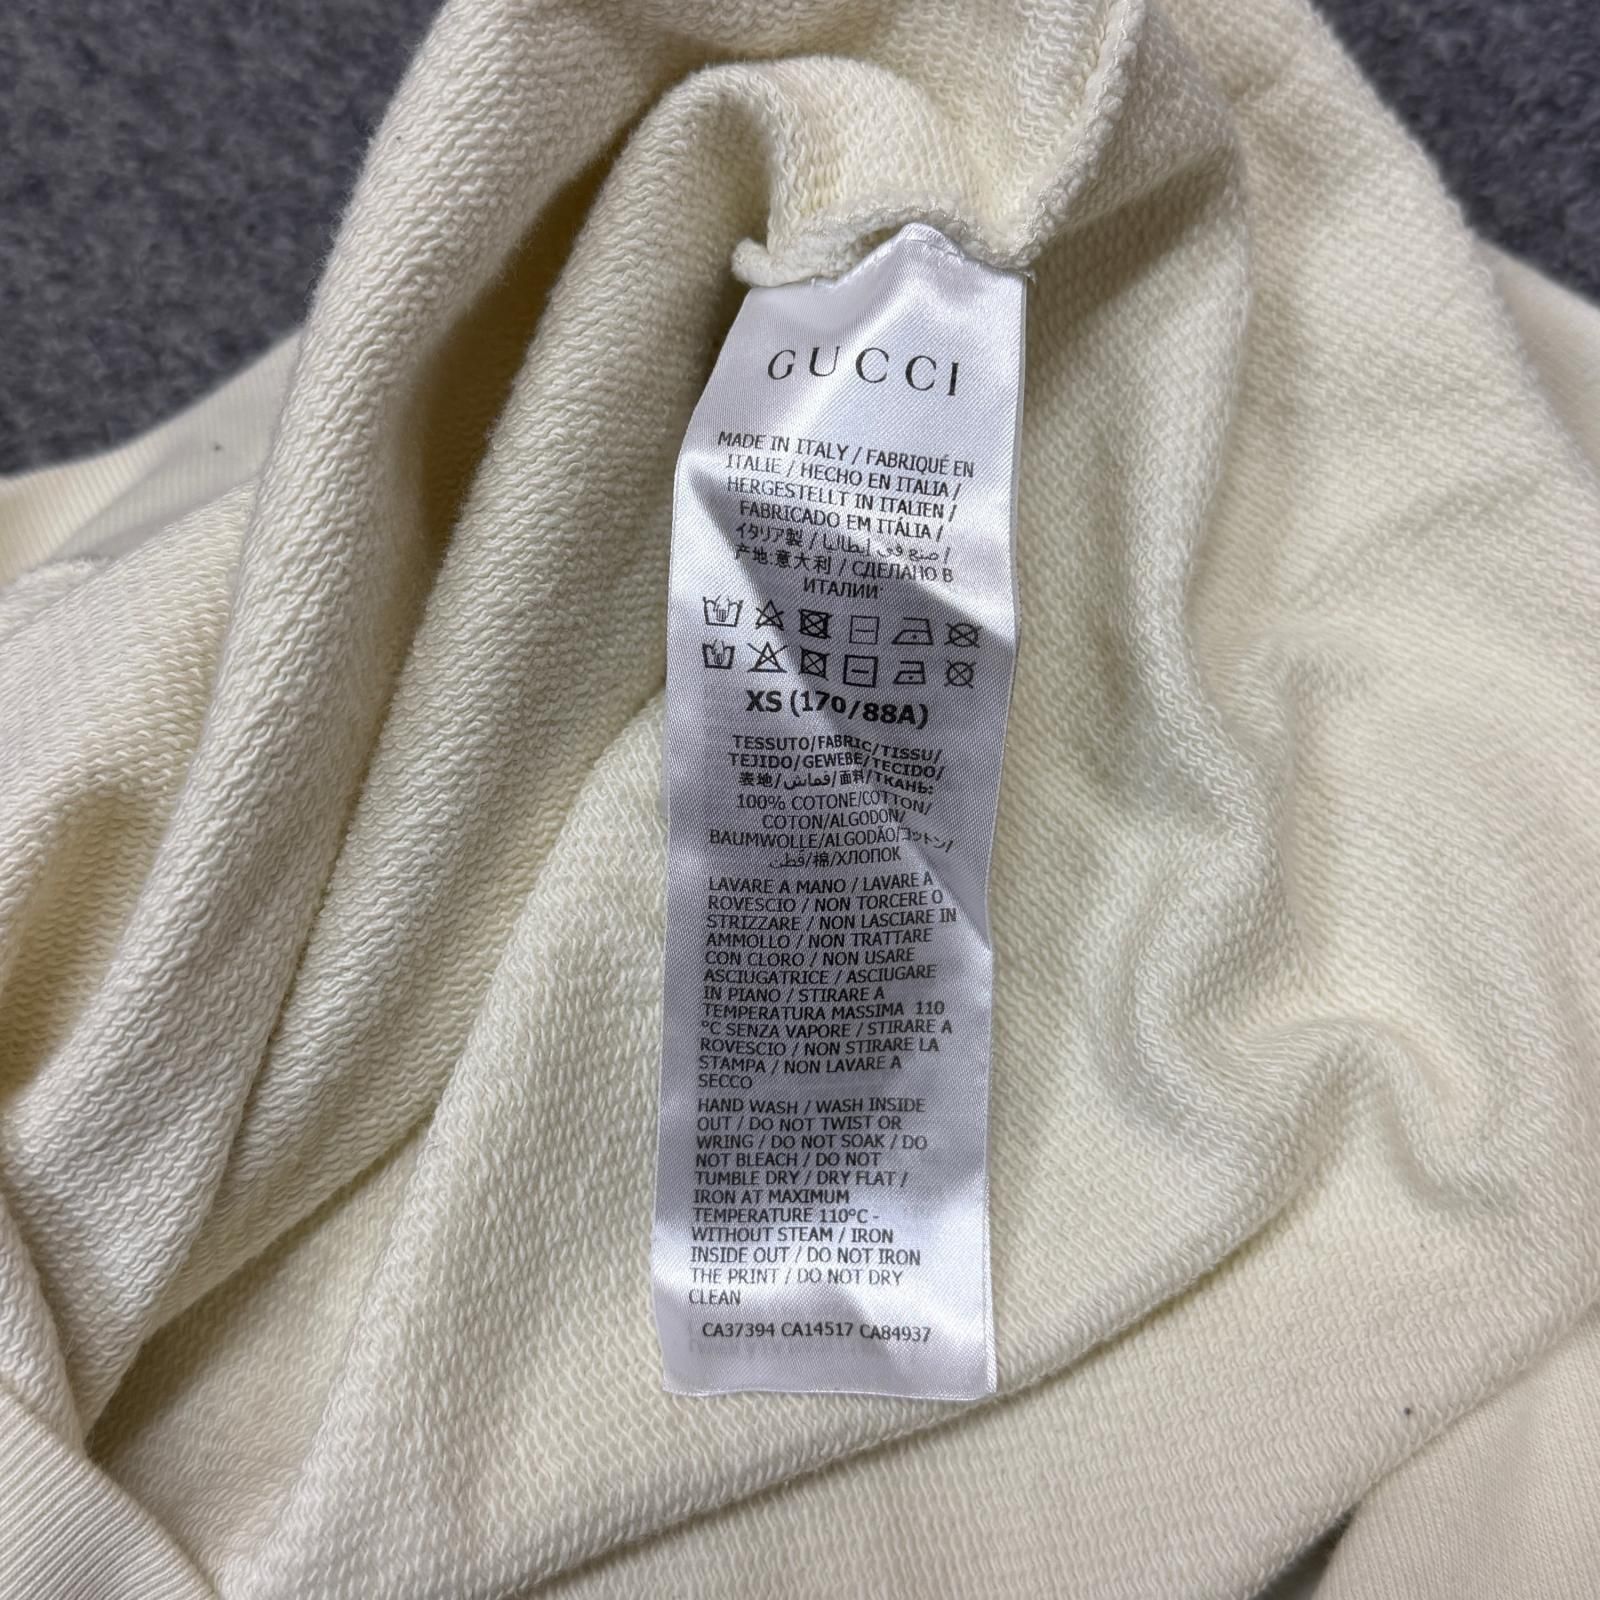 GUCCI
MADE IN ITALY / FABRIQUÉ EN
ITALIE / HECHO EN ITALIA /
HERGESTELLT IN ITALIEN /
FABRICADO EM ITÁLIA /
イタリア製 / صنع في إيطاليا /
产地:意大利 / СДЕЛАНО В
ИТАЛИИ
XS (170/88A)
TESSUTO/FABRIC/TISSU/
TEJIDO/GEWEBE/TECIDO/
表地/قماش/面料/ТКАНЬ:
100% COTONE/COTTON/
COTON/ALGODON/
BAUMWOLLE/ALGODÃO/コットン/
قطن/棉/ХЛОПОК
LAVARE A MANO / LAVARE A
ROVESCIO / NON TORCERE O
STRIZZARE / NON LASCIARE IN
AMMOLLO / NON TRATTARE
CON CLORO / NON USARE
ASCIUGATRICE / ASCIUGARE
IN PIANO / STIRARE A
TEMPERATURA MASSIMA 110
°C SENZA VAPORE / STIRARE A
ROVESCIO / NON STIRARE LA
STAMPA / NON LAVARE A
SECCO
HAND WASH / WASH INSIDE
OUT / DO NOT TWIST OR
WRING / DO NOT SOAK / DO
NOT BLEACH / DO NOT
TUMBLE DRY / DRY FLAT /
IRON AT MAXIMUM
TEMPERATURE 110°C -
WITHOUT STEAM / IRON
INSIDE OUT / DO NOT IRON
THE PRINT / DO NOT DRY
CLEAN
CA37394 CA14517 CA84937